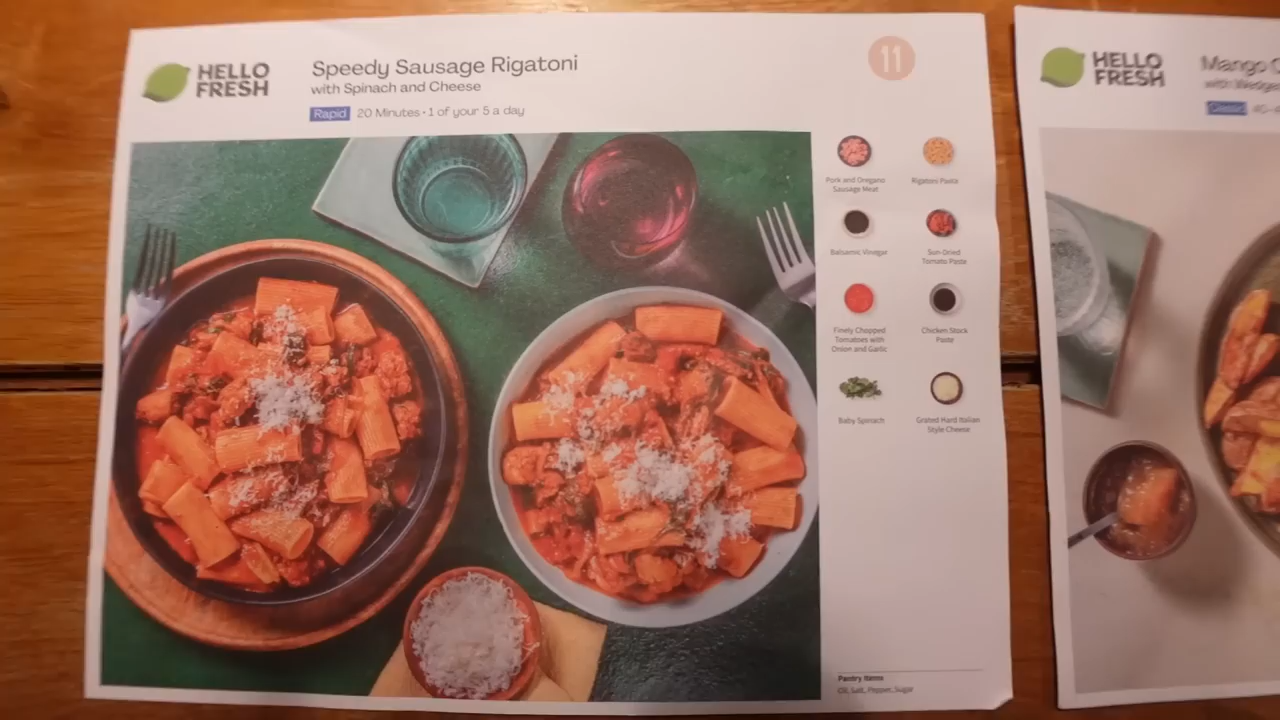 HELLO
FRESH
Speedy Sausage Rigatoni
with Spinach and Cheese
Rapid 20 Minutes • 1 of your 5 a day
11
Pork and Oregano
Sausage Meat
Rigatoni Pasta
Balsamic Vinegar
Sun-Dried
Tomato Paste
Finely Chopped
Tomatoes with
Onion and Garlic
Chicken Stock
Paste
Baby Spinach
Grated Hard Italian
Style Cheese
Pantry Items
Oil, Salt, Pepper, Sugar
HELLO
FRESH
Mango
with
Classic